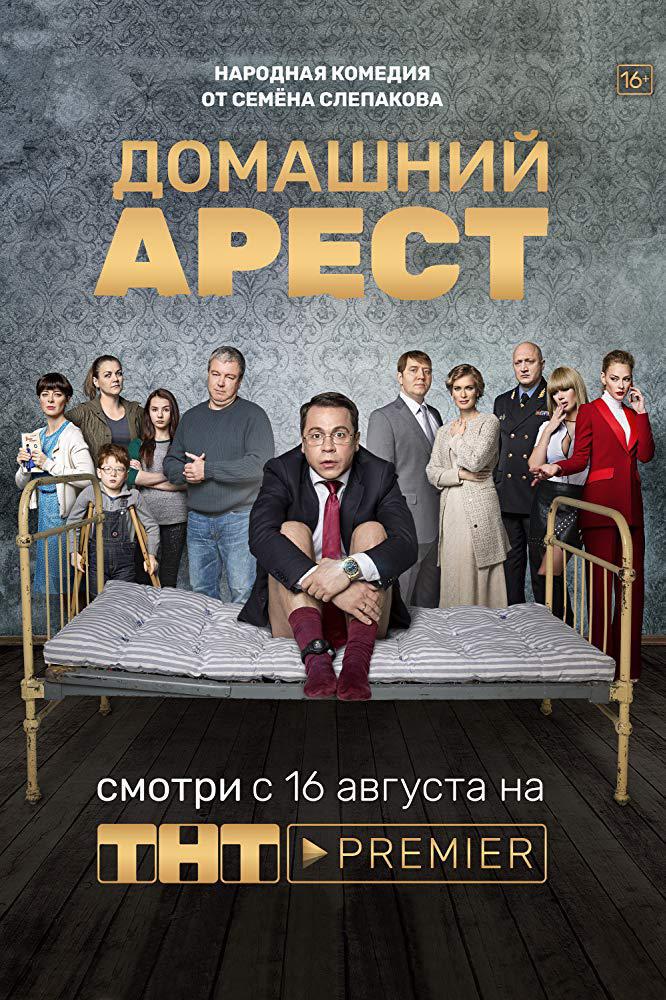 НАРОДНАЯ КОМЕДИЯ
ОТ СЕМЁНА СЛЕПАКОВА
16+
ДОМАШНИЙ
АРЕСТ
СМОТРИ С 16 АВГУСТА НА
ТНТ PREMIER